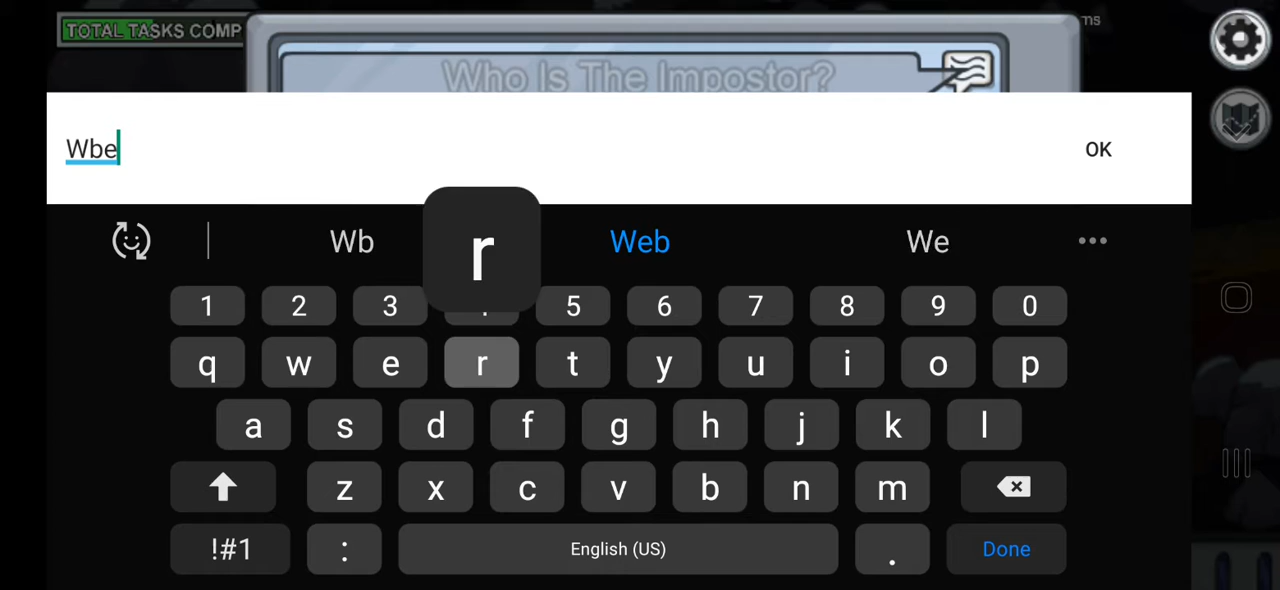 TOTAL TASKS COMP
ms
Who Is The Impostor?
Wbe
OK
Wb
r
Web
We
1 2 3 5 6 7 8 9 0
q w e r t y u i o p
a s d f g h j k l
z x c v b n m
!#1 : English (US) . Done